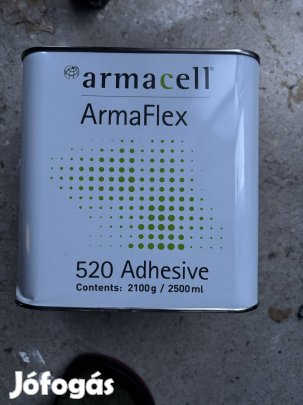 armacell®
ArmaFlex
520 Adhesive
Contents: 2100g / 2500ml
Jófogás